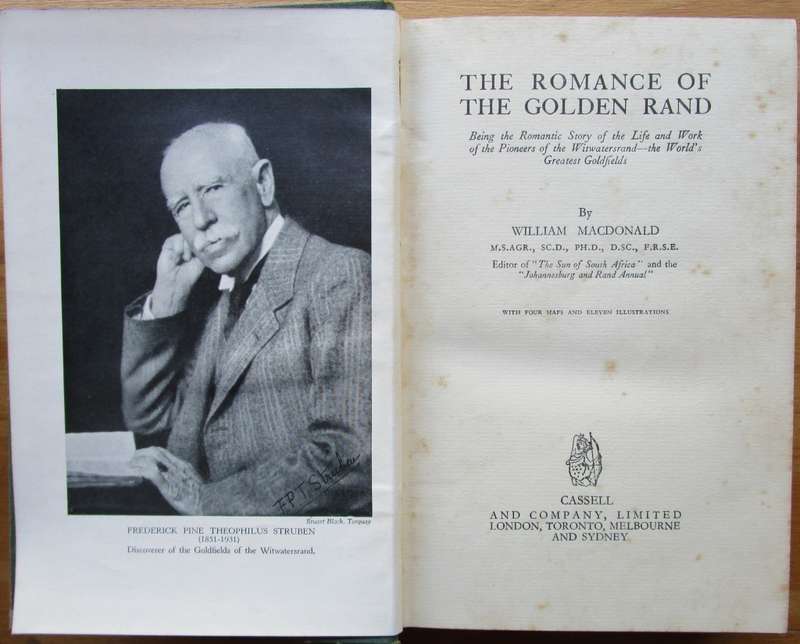 F.P.T. Struben
Stuart Black, Torquay
FREDERICK PINE THEOPHILUS STRUBEN
(1851-1931)
Discoverer of the Goldfields of the Witwatersrand.
THE ROMANCE OF
THE GOLDEN RAND
Being the Romantic Story of the Life and Work
of the Pioneers of the Witwatersrand—the World's
Greatest Goldfields
By
WILLIAM MACDONALD
M.S.AGR., SC.D., PH.D., D.SC., F.R.S.E.
Editor of "The Sun of South Africa" and the
"Johannesburg and Rand Annual"
WITH FOUR MAPS AND ELEVEN ILLUSTRATIONS
CASSELL
AND COMPANY, LIMITED
LONDON, TORONTO, MELBOURNE
AND SYDNEY